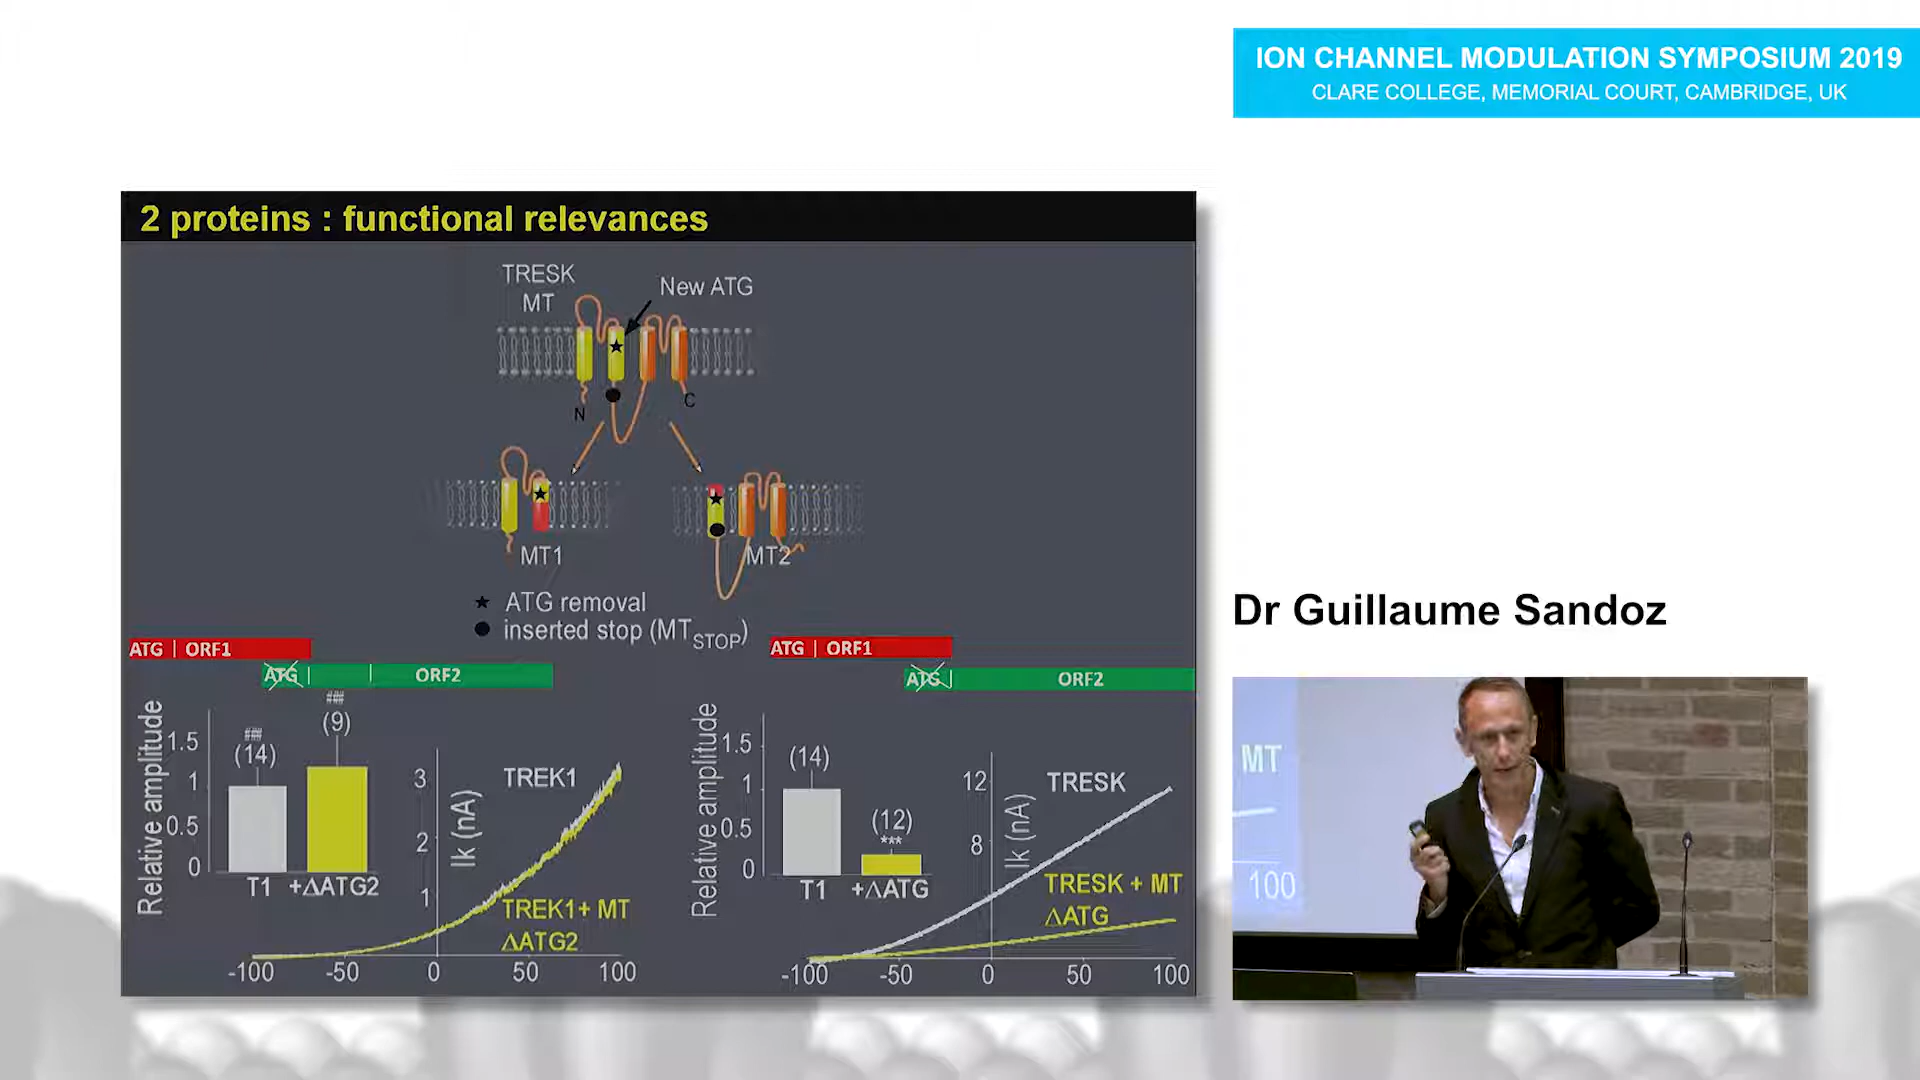 ION CHANNEL MODULATION SYMPOSIUM 2019
CLARE COLLEGE, MEMORIAL COURT, CAMBRIDGE, UK
2 proteins : functional relevances
TRESK
MT
New ATG
N
C
MT1
MT2
★ ATG removal
● inserted stop (MTSTOP)
ATG | ORF1
ATG | | ORF2
ATG | ORF1
ATG | ORF2
Relative amplitude
1.5
1
0.5
0
###
(14)
###
(9)
T1 +ΔATG2
3
2
1
Ik (nA)
TREK1
TREK1+ MT
ΔATG2
-100 -50 0 50 100
Relative amplitude
1.5
1
0.5
0
(14)
(12)
***
T1 +ΔATG
12
8
Ik (nA)
TRESK
TRESK + MT
ΔATG
-100 -50 0 50 100
Dr Guillaume Sandoz
MT
100